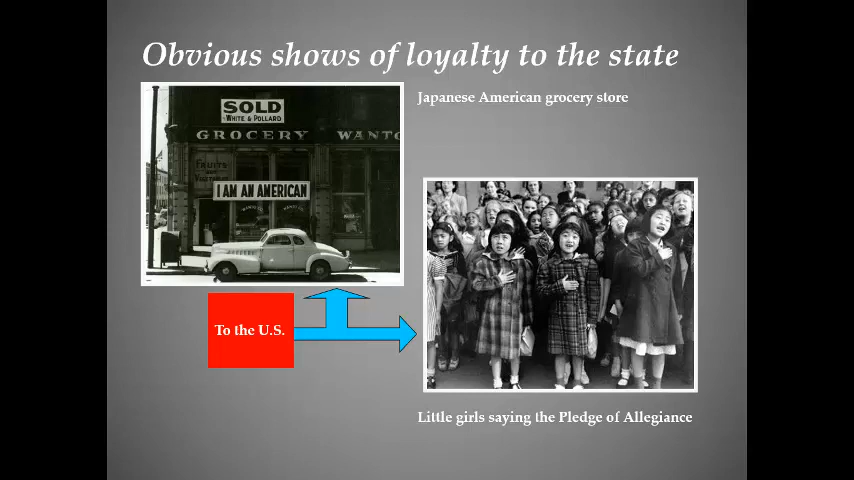 Obvious shows of loyalty to the state
Japanese American grocery store
SOLD
WHITE & POLLARD
GROCERY WANTO
FRUITS
I AM AN AMERICAN
To the U.S.
Little girls saying the Pledge of Allegiance